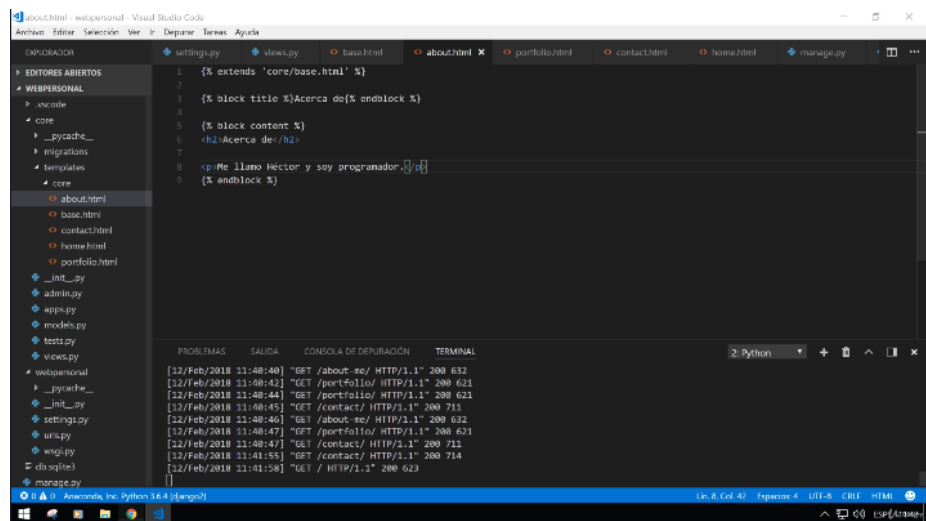 about.html - webpersonal - Visual Studio Code
Archivo Editar Selección Ver Ir Depurar Tareas Ayuda
EXPLORADOR
settings.py views.py base.html about.html portfolio.html contact.html home.html manage.py
EDITORES ABIERTOS
WEBPERSONAL
.vscode
core
__pycache__
migrations
templates
core
about.html
base.html
contact.html
home.html
portfolio.html
__init__.py
admin.py
apps.py
models.py
tests.py
views.py
webpersonal
__pycache__
__init__.py
settings.py
urls.py
wsgi.py
db.sqlite3
manage.py
1 {% extends 'core/base.html' %}
2
3 {% block title %}Acerca de{% endblock %}
4
5 {% block content %}
6 <h2>Acerca de</h2>
7
8 <p>Me llamo Héctor y soy programador.</p>
9 {% endblock %}
PROBLEMAS SALIDA CONSOLA DE DEPURACIÓN TERMINAL
2: Python
[12/Feb/2018 11:40:40] "GET /about-me/ HTTP/1.1" 200 632
[12/Feb/2018 11:40:42] "GET /portfolio/ HTTP/1.1" 200 621
[12/Feb/2018 11:40:44] "GET /portfolio/ HTTP/1.1" 200 621
[12/Feb/2018 11:40:45] "GET /contact/ HTTP/1.1" 200 711
[12/Feb/2018 11:40:46] "GET /about-me/ HTTP/1.1" 200 632
[12/Feb/2018 11:40:47] "GET /portfolio/ HTTP/1.1" 200 621
[12/Feb/2018 11:40:47] "GET /contact/ HTTP/1.1" 200 711
[12/Feb/2018 11:41:55] "GET /contact/ HTTP/1.1" 200 714
[12/Feb/2018 11:41:58] "GET / HTTP/1.1" 200 623
0 0 Anaconda, Inc. Python 3.6.4 (django2)
Lín. 8, Col. 42 Espacios: 4 UTF-8 CRLF HTML
ESP